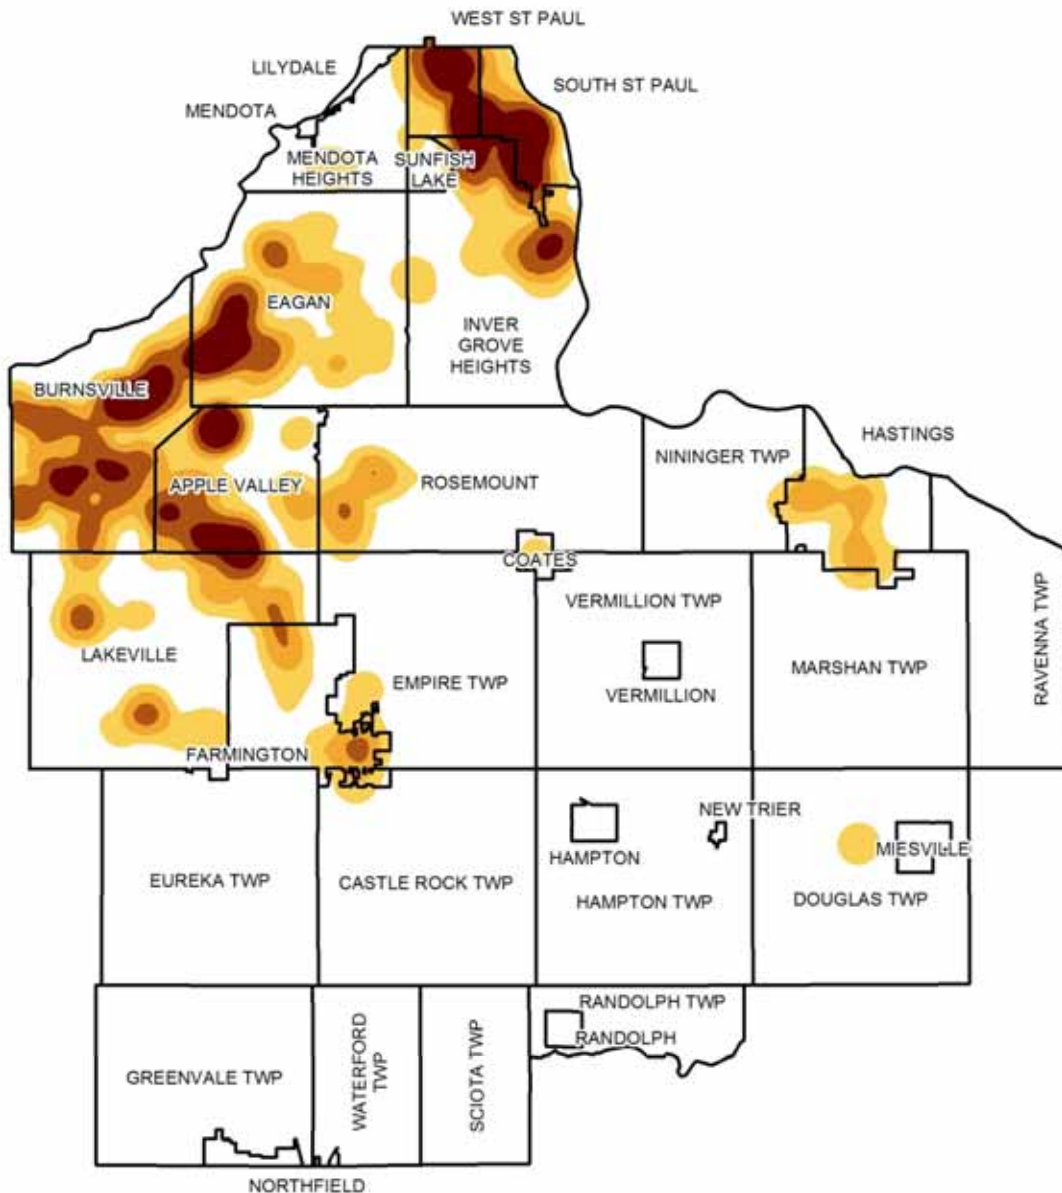 WEST ST PAUL
LILYDALE
SOUTH ST PAUL
MENDOTA
MENDOTA
HEIGHTS
SUNFISH
LAKE
EAGAN
INVER
GROVE
HEIGHTS
BURNSVILLE
HASTINGS
NININGER TWP
APPLE VALLEY
ROSEMOUNT
COATES
VERMILLION TWP
RAVENNA TWP
LAKEVILLE
EMPIRE TWP
VERMILLION
MARSHAN TWP
FARMINGTON
NEW TRIER
HAMPTON
MIESVILLE
EUREKA TWP
CASTLE ROCK TWP
HAMPTON TWP
DOUGLAS TWP
RANDOLPH TWP
RANDOLPH
GREENVALE TWP
WATERFORD
TWP
SCIOTA TWP
NORTHFIELD